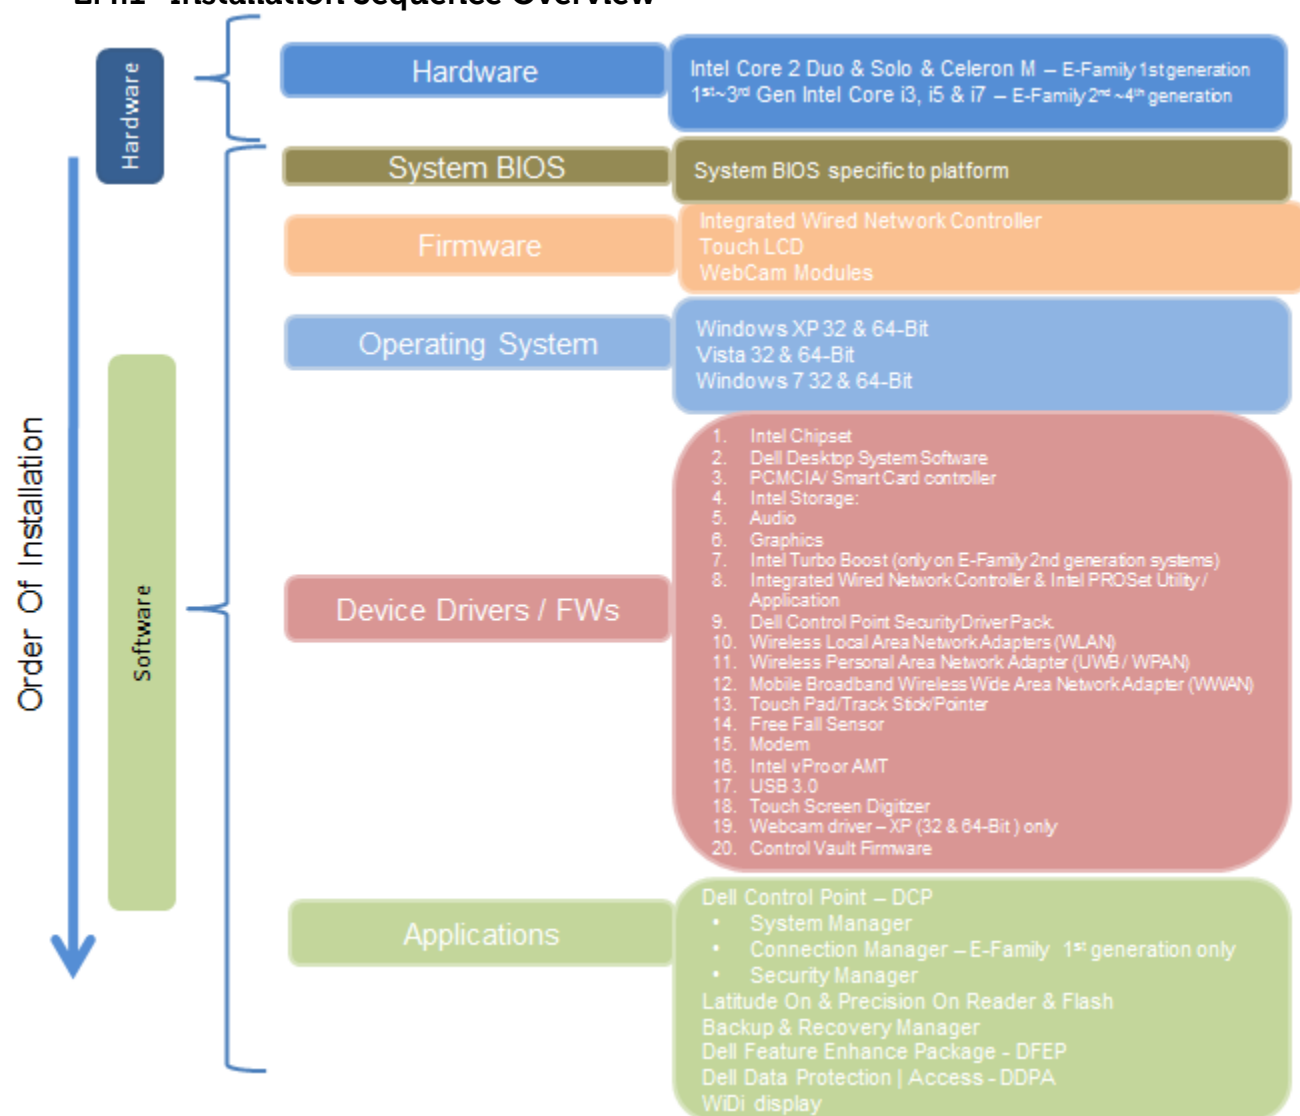 Installation Sequence Overview
Hardware
Hardware
Intel Core 2 Duo & Solo & Celeron M – E-Family 1st generation
1st~3rd Gen Intel Core i3, i5 & i7 – E-Family 2nd ~4th generation
System BIOS
System BIOS specific to platform
Firmware
Integrated Wired Network Controller
Touch LCD
WebCam Modules
Operating System
Windows XP 32 & 64-Bit
Vista 32 & 64-Bit
Windows 7 32 & 64-Bit
Order Of Installation
Software
Device Drivers / FWs
1. Intel Chipset
2. Dell Desktop System Software
3. PCMCIA/ Smart Card controller
4. Intel Storage:
5. Audio
6. Graphics
7. Intel Turbo Boost (only on E-Family 2nd generation systems)
8. Integrated Wired Network Controller & Intel PROSet Utility /
Application
9. Dell Control Point Security Driver Pack.
10. Wireless Local Area Network Adapters (WLAN)
11. Wireless Personal Area Network Adapter (UWB / WPAN)
12. Mobile Broadband Wireless Wide Area Network Adapter (WWAN)
13. Touch Pad/Track Stick/Pointer
14. Free Fall Sensor
15. Modem
16. Intel vPro or AMT
17. USB 3.0
18. Touch Screen Digitizer
19. Webcam driver – XP (32 & 64-Bit ) only
20. Control Vault Firmware
Applications
Dell Control Point – DCP
• System Manager
• Connection Manager – E-Family 1st generation only
• Security Manager
Latitude On & Precision On Reader & Flash
Backup & Recovery Manager
Dell Feature Enhance Package - DFEP
Dell Data Protection | Access - DDPA
WiDi display